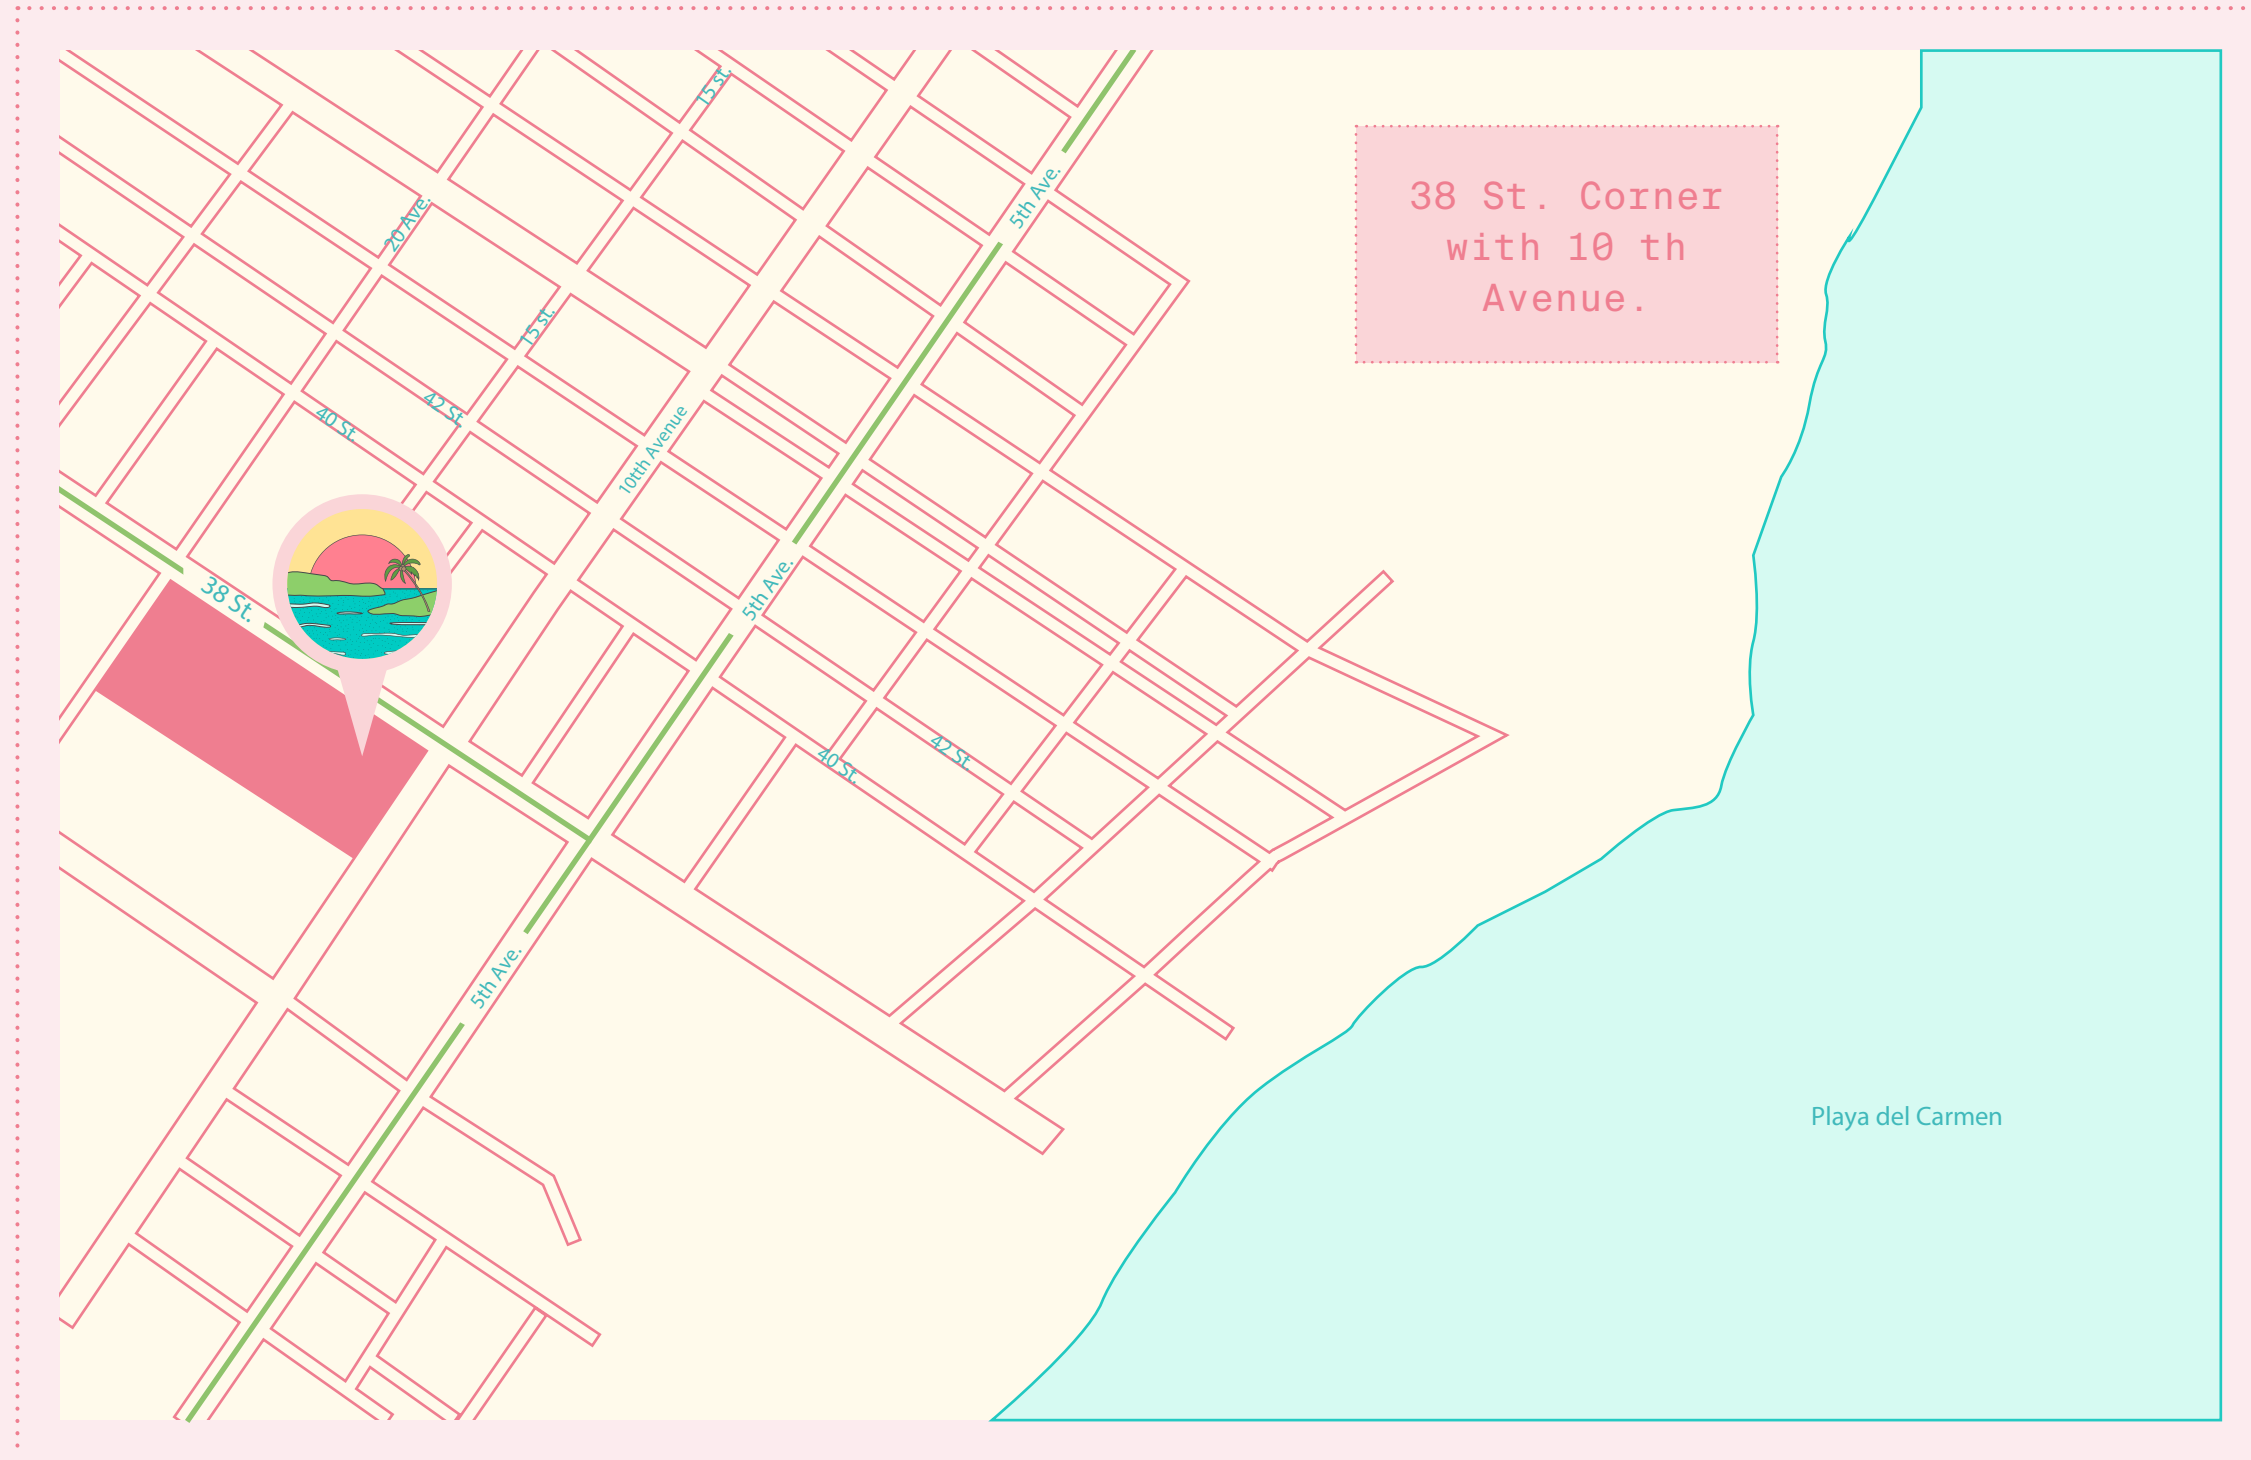 15 st.
5th Ave.
20 Ave.
15 st.
42 St.
40 St.
10tth Avenue
38 St.
5th Ave.
40 St.
42 St.
5th Ave.
38 St. Corner
with 10 th
Avenue.
Playa del Carmen